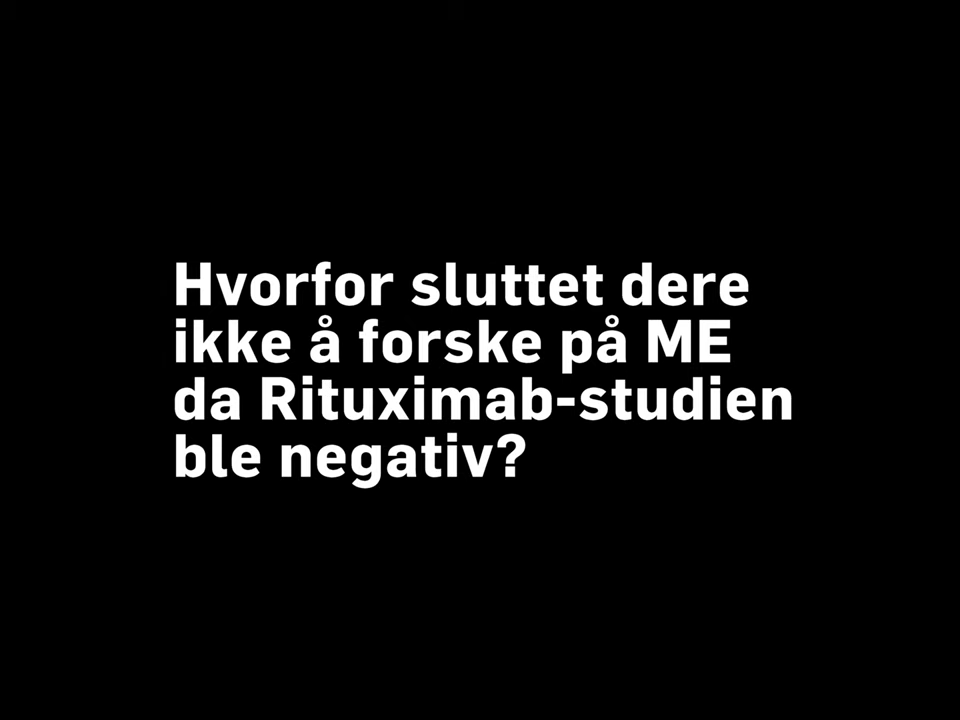 Hvorfor sluttet dere
ikke å forske på ME
da Rituximab-studien
ble negativ?